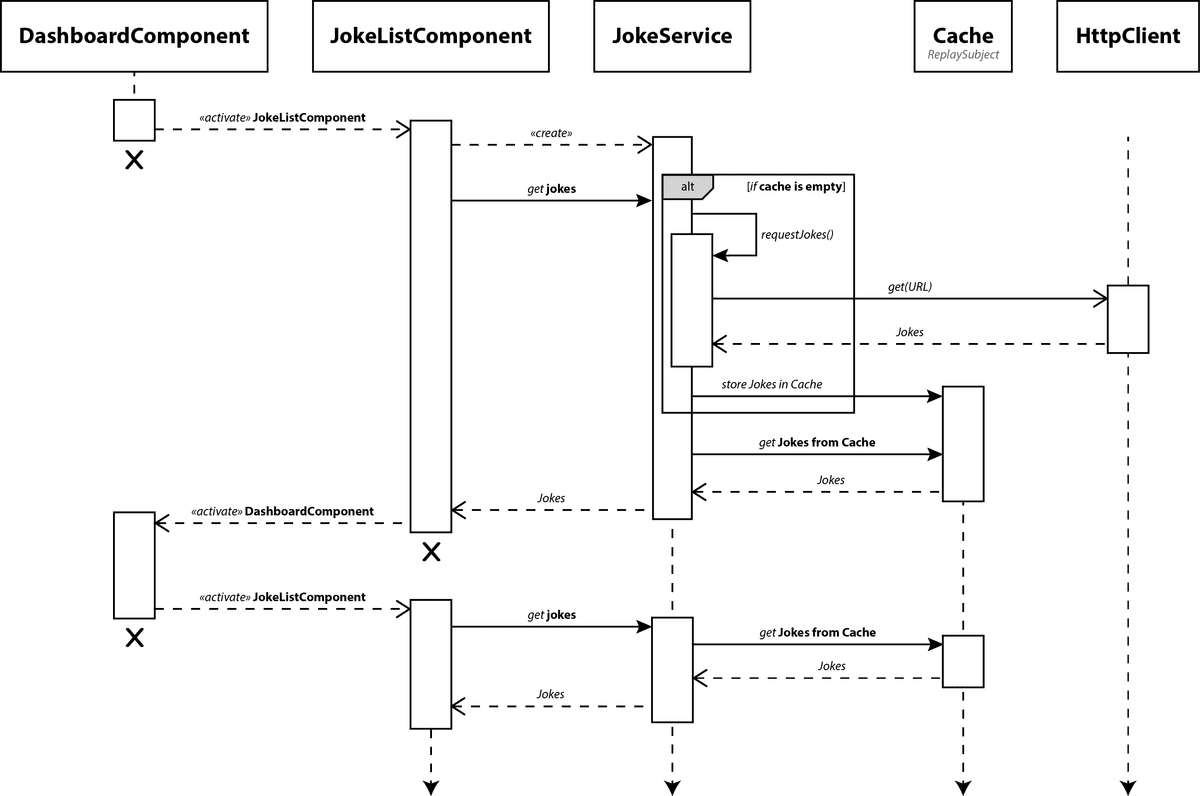 DashboardComponent
JokeListComponent
JokeService
Cache
ReplaySubject
HttpClient
«activate» JokeListComponent
«create»
alt
[if cache is empty]
get jokes
requestJokes()
get(URL)
Jokes
store Jokes in Cache
get Jokes from Cache
Jokes
Jokes
«activate» DashboardComponent
«activate» JokeListComponent
get jokes
get Jokes from Cache
Jokes
Jokes